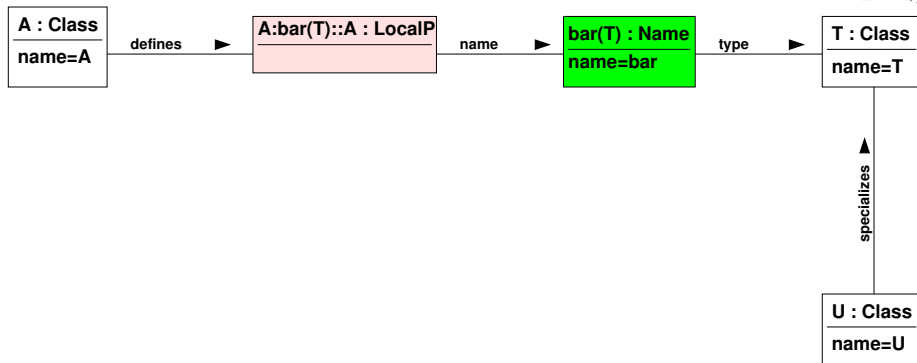 A : Class
name=A
defines
A:bar(T)::A : LocalP
name
bar(T) : Name
name=bar
type
T : Class
name=T
specializes
U : Class
name=U